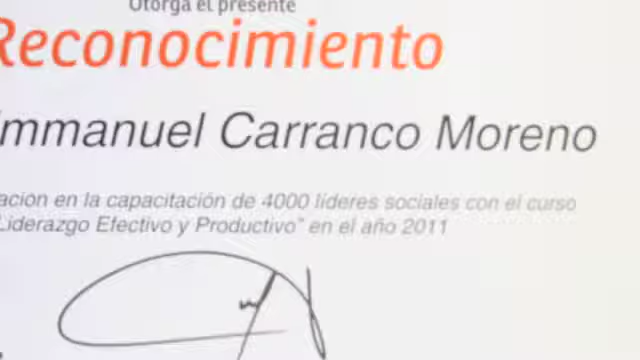 Otorga el presente
Reconocimiento
mmanuel Carranco Moreno
ación en la capacitación de 4000 líderes sociales con el curso
Liderazgo Efectivo y Productivo" en el año 2011